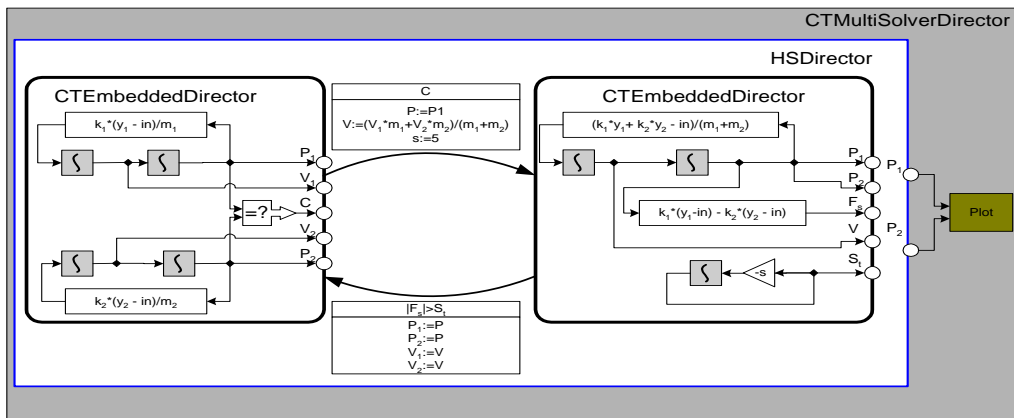 CTMultiSolverDirector
HSDirector
CTEmbeddedDirector
k₁*(y₁ - in)/m₁
∫ ∫
P₁
V₁
=?
C
V₂
∫ ∫
P₂
k₂*(y₂ - in)/m₂
C
P:=P1
V:=(V₁*m₁+V₂*m₂)/(m₁+m₂)
s:=5
|Fₛ|>Sₜ
P₁:=P
P₂:=P
V₁:=V
V₂:=V
CTEmbeddedDirector
(k₁*y₁+ k₂*y₂ - in)/(m₁+m₂)
∫ ∫
P₁
P₂
k₁*(y₁-in) - k₂*(y₂ - in)
Fₛ
V
∫ -s
Sₜ
P₁
P₂
Plot